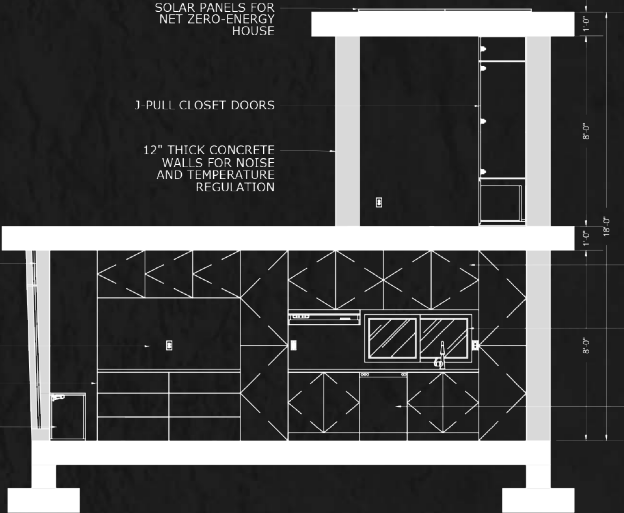 SOLAR PANELS FOR
NET ZERO-ENERGY
HOUSE
1'-0"
J-PULL CLOSET DOORS
8'-0"
12" THICK CONCRETE
WALLS FOR NOISE
AND TEMPERATURE
REGULATION
18'-0"
1'-0"
8'-0"